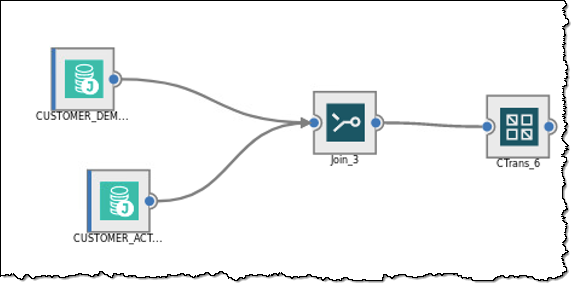 CUSTOMER_DEM...
CUSTOMER_ACT...
Join_3
CTrans_6